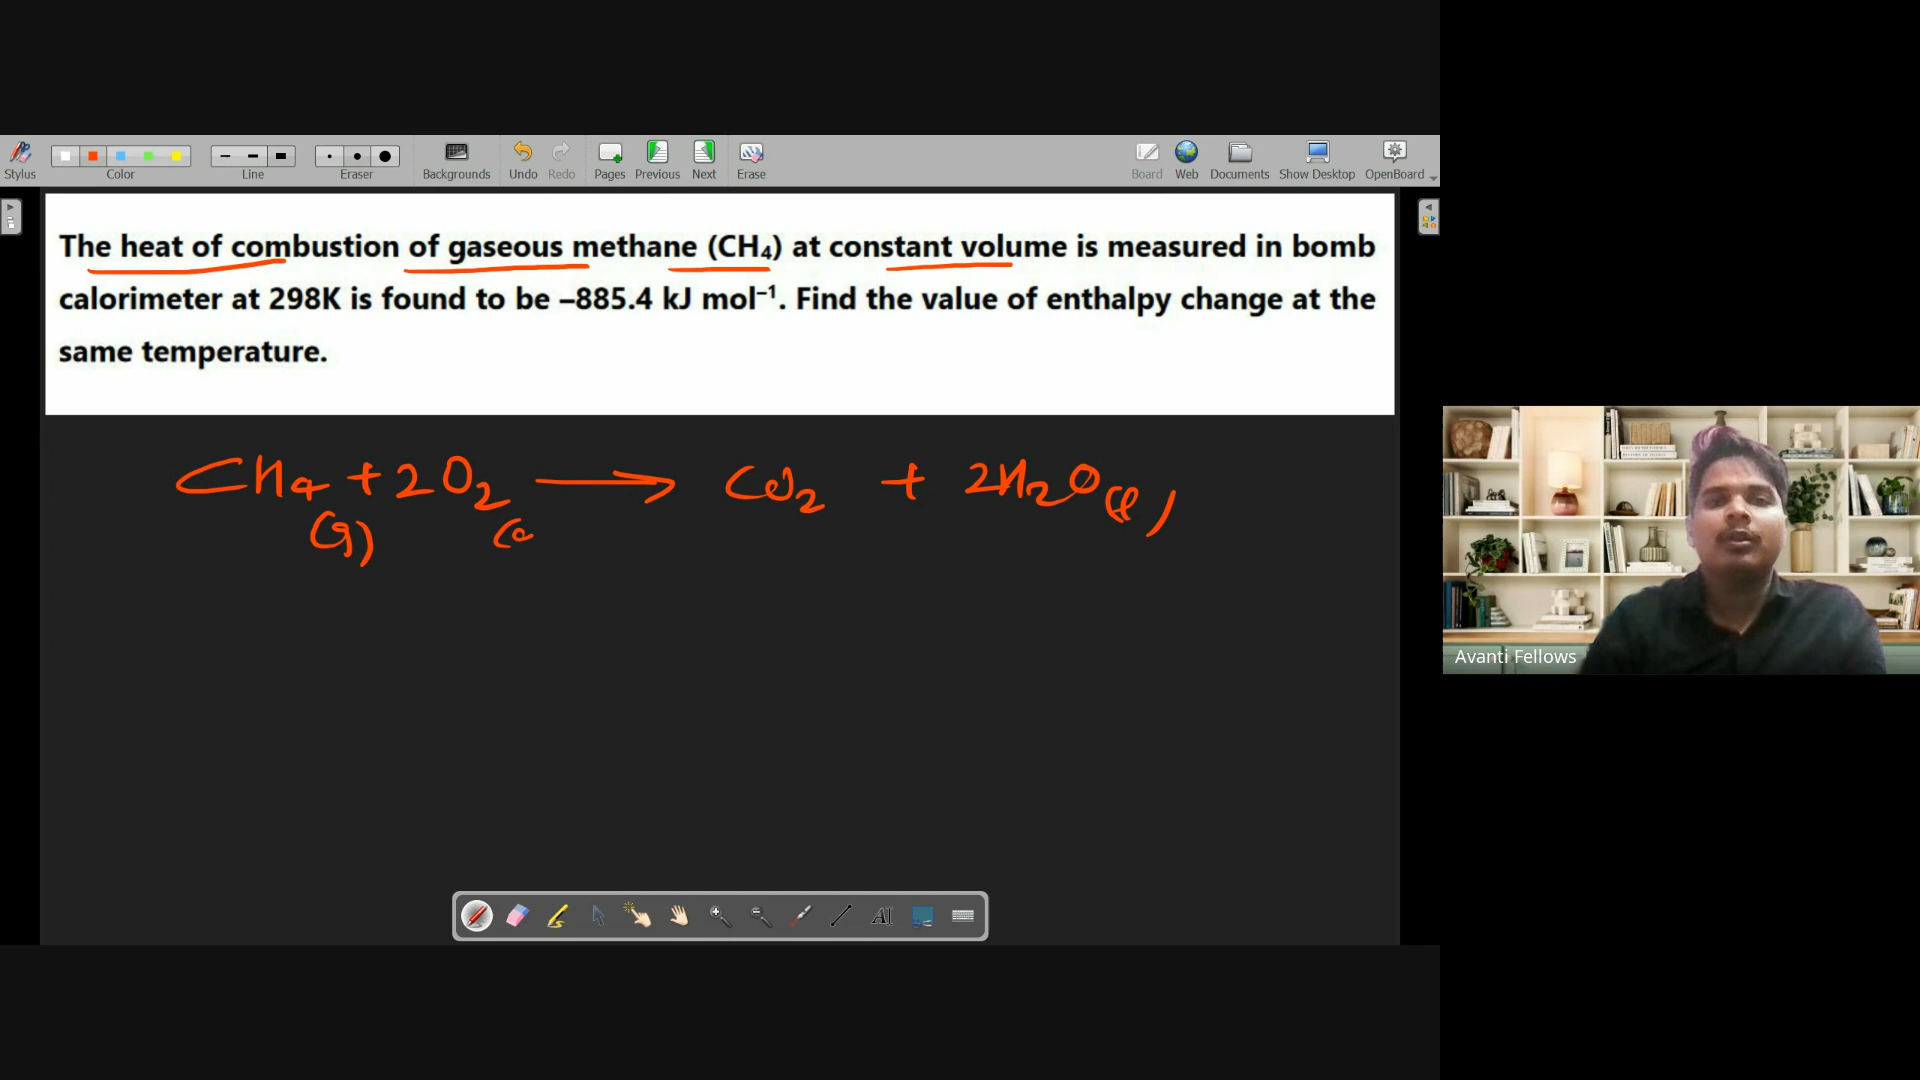 Stylus Color Line Eraser Backgrounds Undo Redo Pages Previous Next Erase Board Web Documents Show Desktop OpenBoard
The heat of combustion of gaseous methane (CH₄) at constant volume is measured in bomb
calorimeter at 298K is found to be –885.4 kJ mol⁻¹. Find the value of enthalpy change at the
same temperature.
CH₄ + 2O₂ ⟶ CO₂ + 2H₂O(l)
(g)
Avanti Fellows
AI